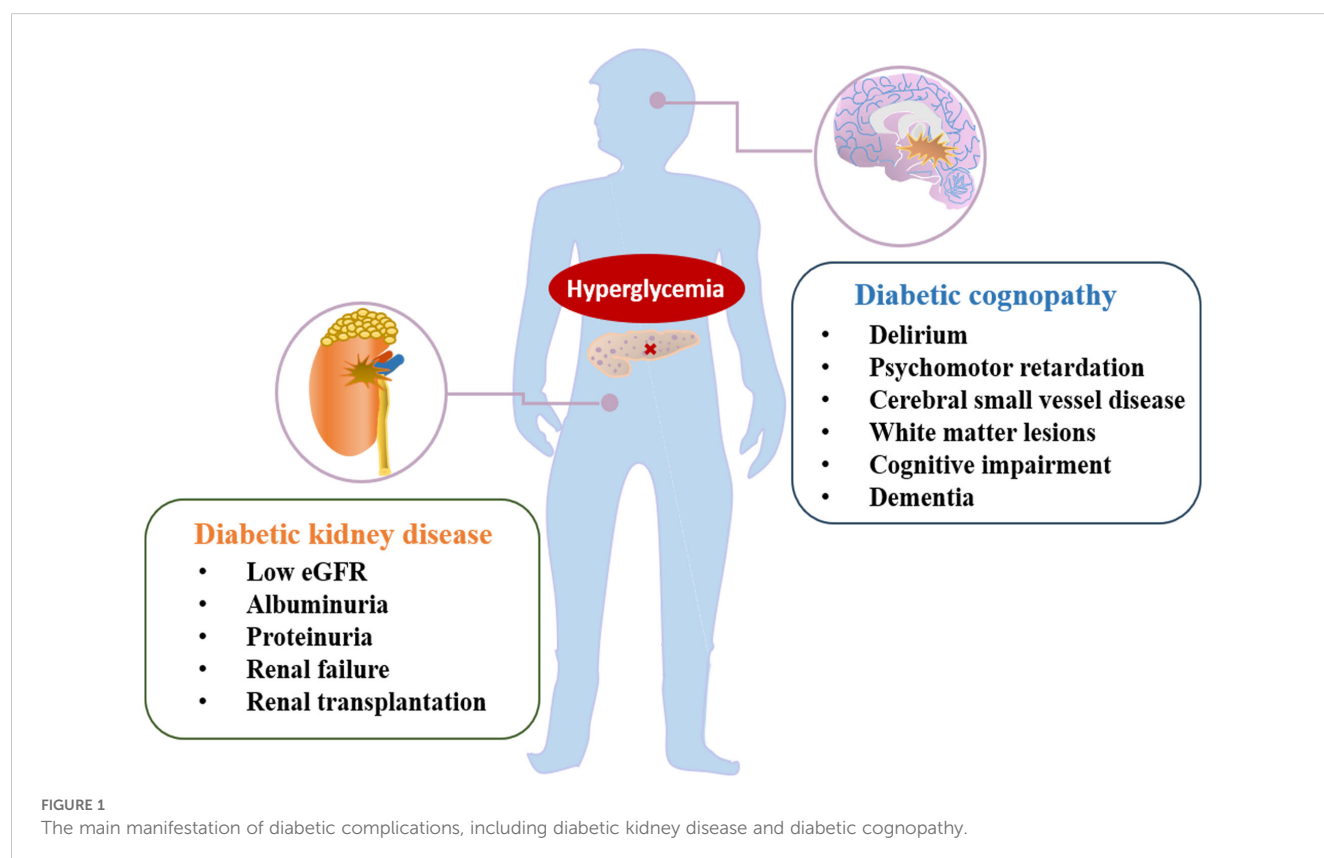 Hyperglycemia
Diabetic cognopathy
• Delirium
• Psychomotor retardation
• Cerebral small vessel disease
• White matter lesions
• Cognitive impairment
• Dementia
Diabetic kidney disease
• Low eGFR
• Albuminuria
• Proteinuria
• Renal failure
• Renal transplantation
FIGURE 1
The main manifestation of diabetic complications, including diabetic kidney disease and diabetic cognopathy.